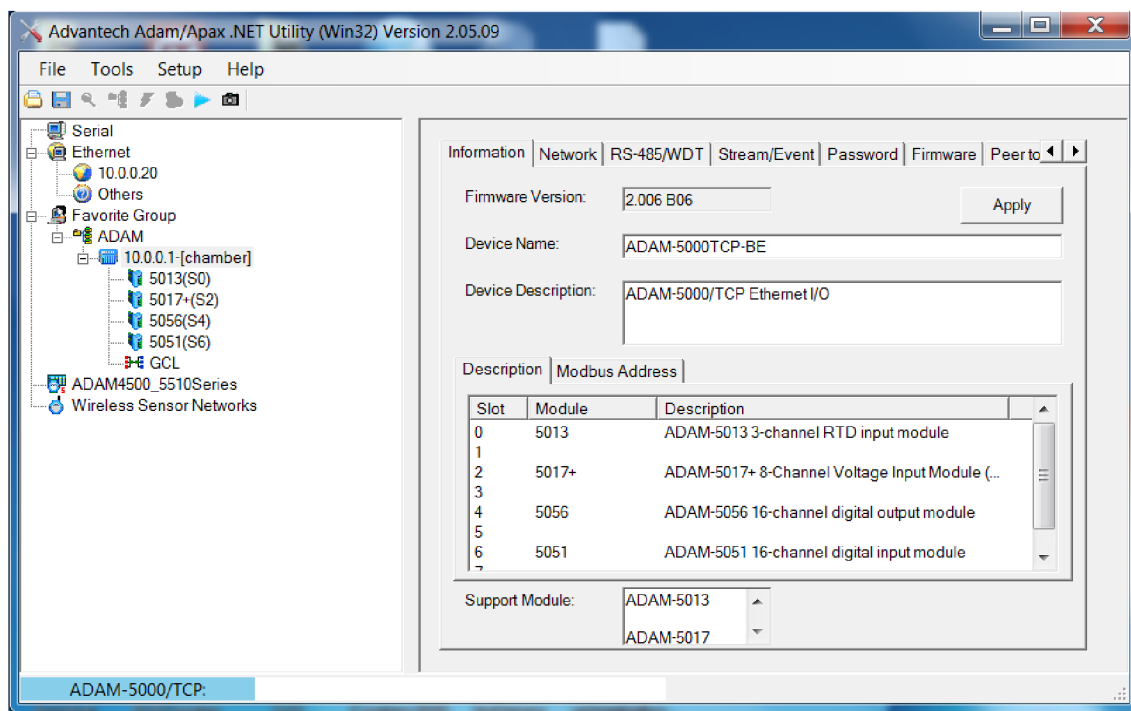 Advantech Adam/Apax .NET Utility (Win32) Version 2.05.09
File Tools Setup Help
Serial
Ethernet
10.0.0.20
Others
Favorite Group
ADAM
10.0.0.1-[chamber]
5013(S0)
5017+(S2)
5056(S4)
5051(S6)
GCL
ADAM4500_5510Series
Wireless Sensor Networks
Information Network RS-485/WDT Stream/Event Password Firmware Peer to
Firmware Version: 2.006 B06 Apply
Device Name: ADAM-5000TCP-BE
Device Description: ADAM-5000/TCP Ethernet I/O
Description Modbus Address
Slot Module Description
0 5013 ADAM-5013 3-channel RTD input module
1
2 5017+ ADAM-5017+ 8-Channel Voltage Input Module (...
3
4 5056 ADAM-5056 16-channel digital output module
5
6 5051 ADAM-5051 16-channel digital input module
7
Support Module: ADAM-5013
ADAM-5017
ADAM-5000/TCP: